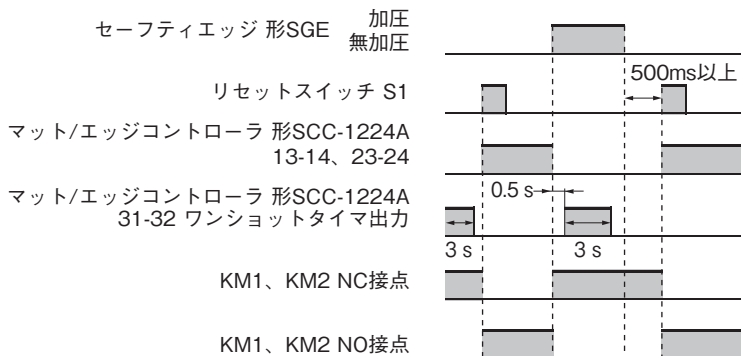 セーフティエッジ 形SGE 加圧
無加圧
500ms以上
リセットスイッチ S1
マット/エッジコントローラ 形SCC-1224A
13-14、23-24
マット/エッジコントローラ 形SCC-1224A
0.5 s
31-32 ワンショットタイマ出力
3 s 3 s
KM1、KM2 NC接点
KM1、KM2 NO接点